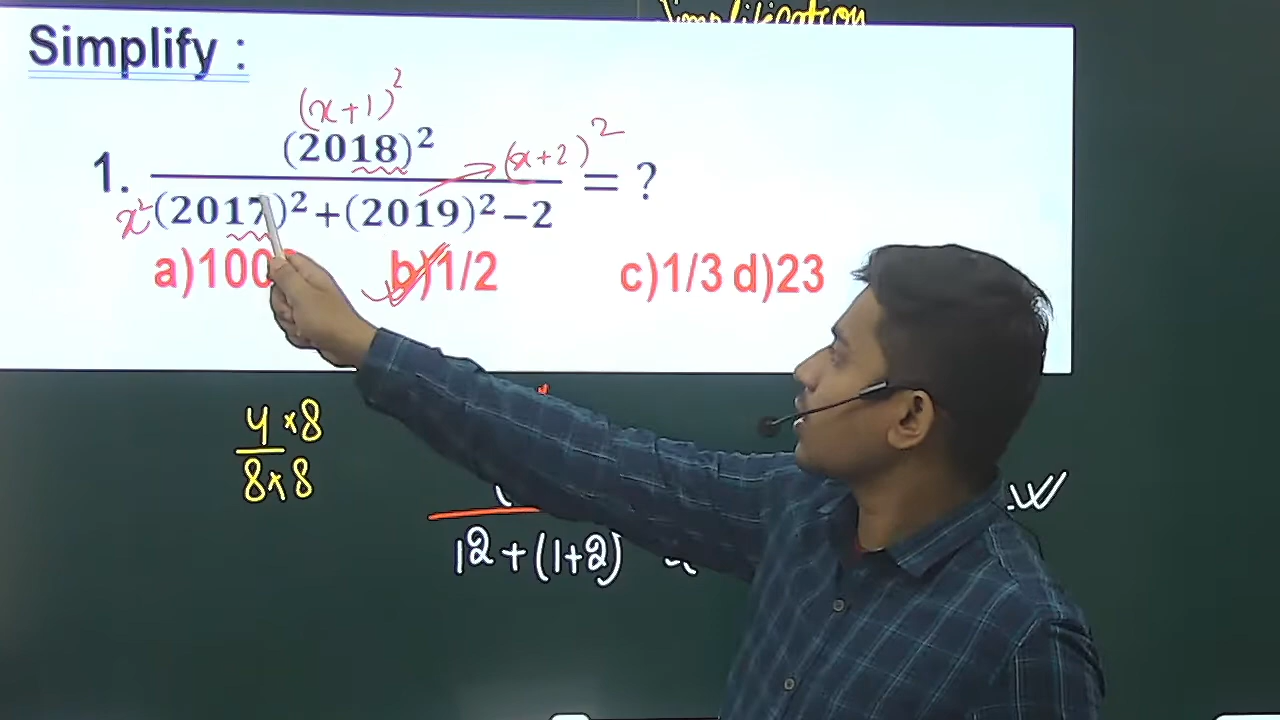 Simplification
Simplify :
(x+1)²
(2018)²
(x+2)²
1. = ?
x² (2017)²+(2019)²−2
a)100 b)1/2 c)1/3 d)23
4×8
8×8
1²+(1+2)